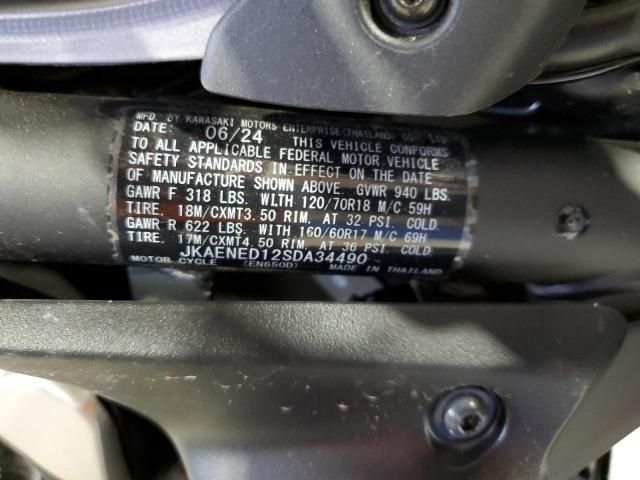 MFD. BY KAWASAKI MOTORS ENTERPRISE(THAILAND) CO., LTD
DATE: 06/24 THIS VEHICLE CONFORMS
TO ALL APPLICABLE FEDERAL MOTOR VEHICLE
SAFETY STANDARDS IN EFFECT ON THE DATE
OF MANUFACTURE SHOWN ABOVE. GVWR 940 LBS.
GAWR F 318 LBS. WITH 120/70R18 M/C 59H
TIRE. 18M/CXMT3.50 RIM. AT 32 PSI. COLD.
GAWR R 622 LBS. WITH 160/60R17 M/C 69H
TIRE. 17M/CXMT4.50 RIM. AT 36 PSI. COLD.
JKAENED12SDA34490
MOTOR CYCLE (EN650D) MADE IN THAILAND